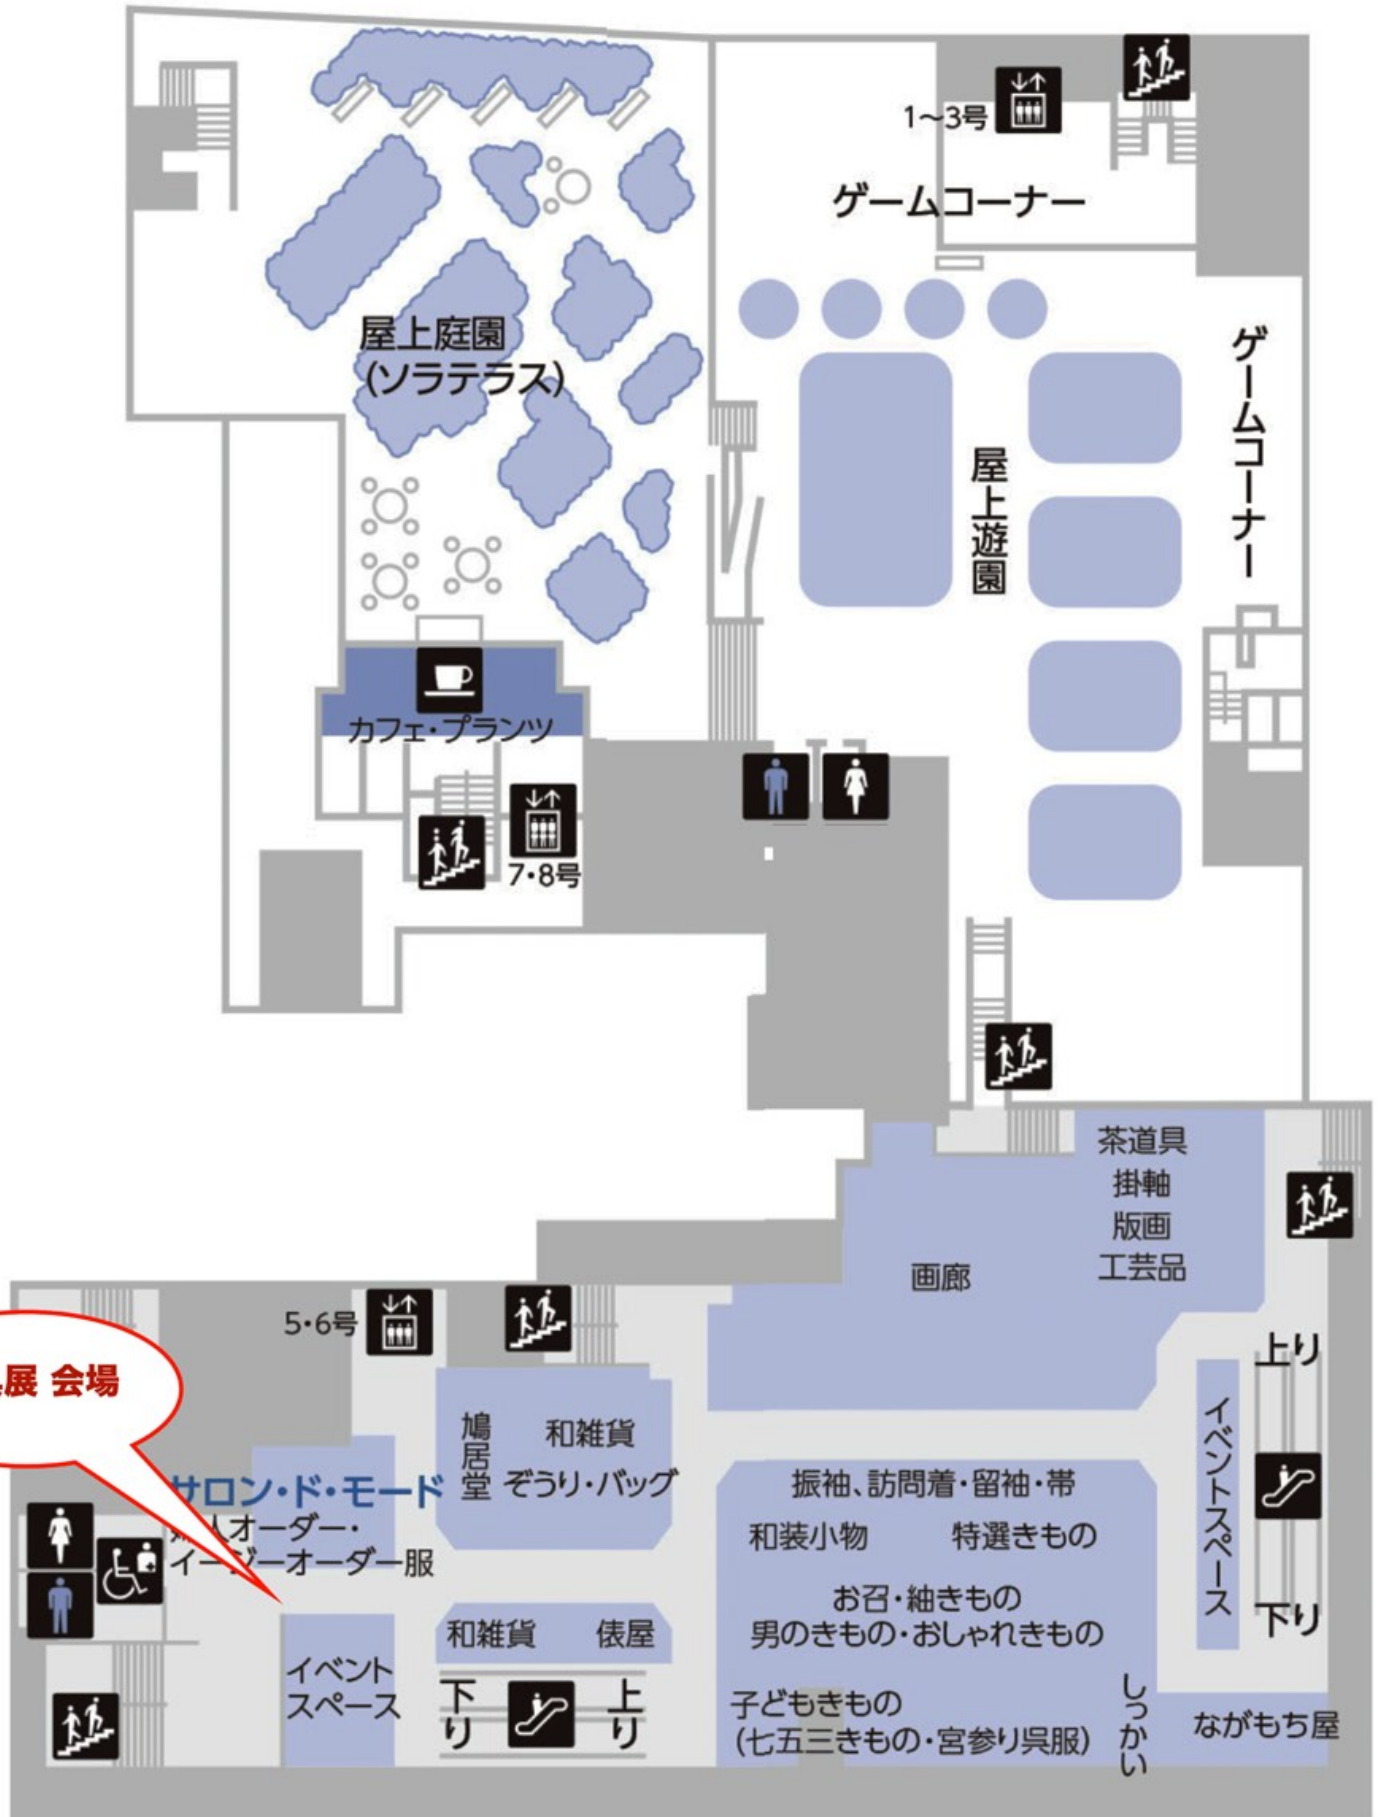 1~3号
ゲームコーナー
屋上庭園
(ソラテラス)
ゲームコーナー
屋上遊園
カフェ・プランツ
7・8号
茶道具
掛軸
版画
工芸品
画廊
5・6号
上り
展 会場
鳩居堂
和雑貨
ぞうり・バッグ
イベントスペース
サロン・ド・モード
人オーダー・
イージーオーダー服
振袖、訪問着・留袖・帯
和装小物
特選きもの
お召・紬きもの
男のきもの・おしゃれきもの
下り
和雑貨
俵屋
イベント
スペース
下り
上り
子どもきもの
(七五三きもの・宮参り呉服)
しっかい
ながもち屋